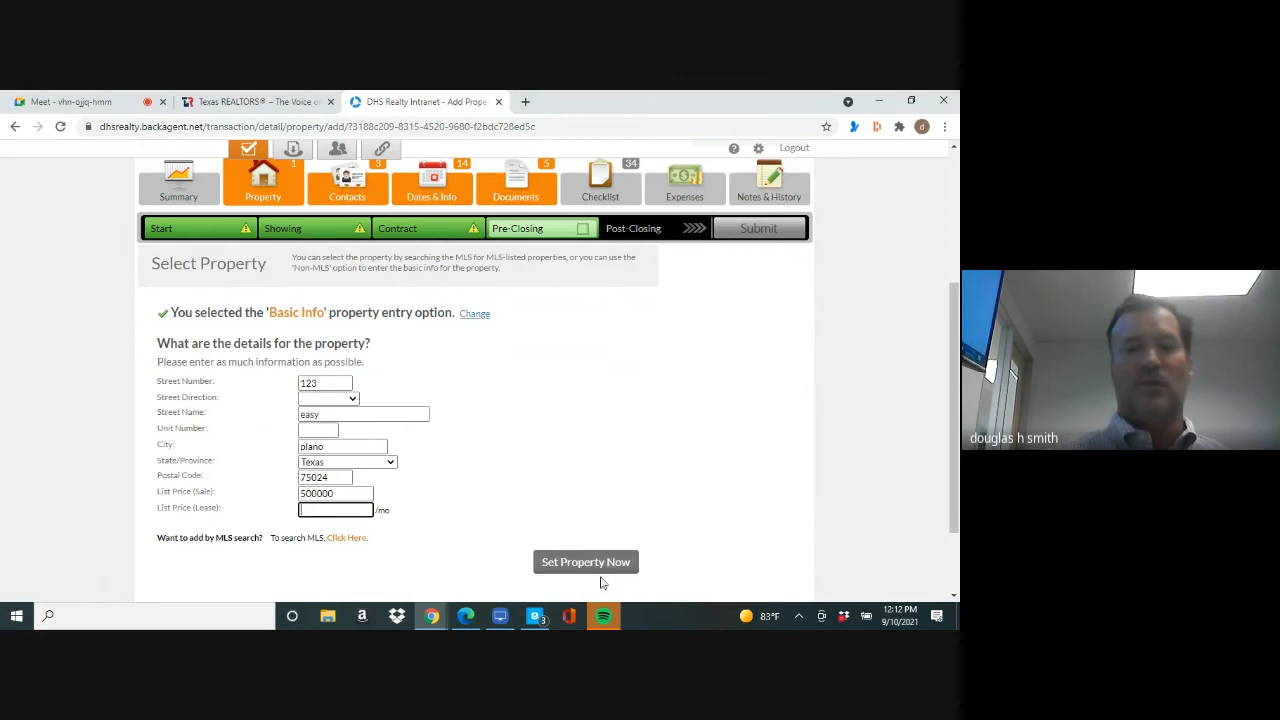 Meet - vhn-ojjq-hmm
Texas REALTORS® – The Voice of
DHS Realty Intranet - Add Prope
dhsrealty.backagent.net/transaction/detail/property/add/?3188c209-8315-4520-9680-f2bdc728ed5c
Logout
1 3 14 5 34
Summary Property Contacts Dates & Info Documents Checklist Expenses Notes & History
Start Showing Contract Pre-Closing Post-Closing Submit
Select Property
You can select the property by searching the MLS for MLS-listed properties, or you can use the
'Non-MLS' option to enter the basic info for the property.
You selected the 'Basic Info' property entry option. Change
What are the details for the property?
Please enter as much information as possible.
Street Number: 123
Street Direction:
Street Name: easy
Unit Number:
City: plano
State/Province: Texas
Postal Code: 75024
List Price (Sale): 500000
List Price (Lease): /mo
Want to add by MLS search? To search MLS, Click Here.
Set Property Now
douglas h smith
3
83°F
12:12 PM
9/10/2021